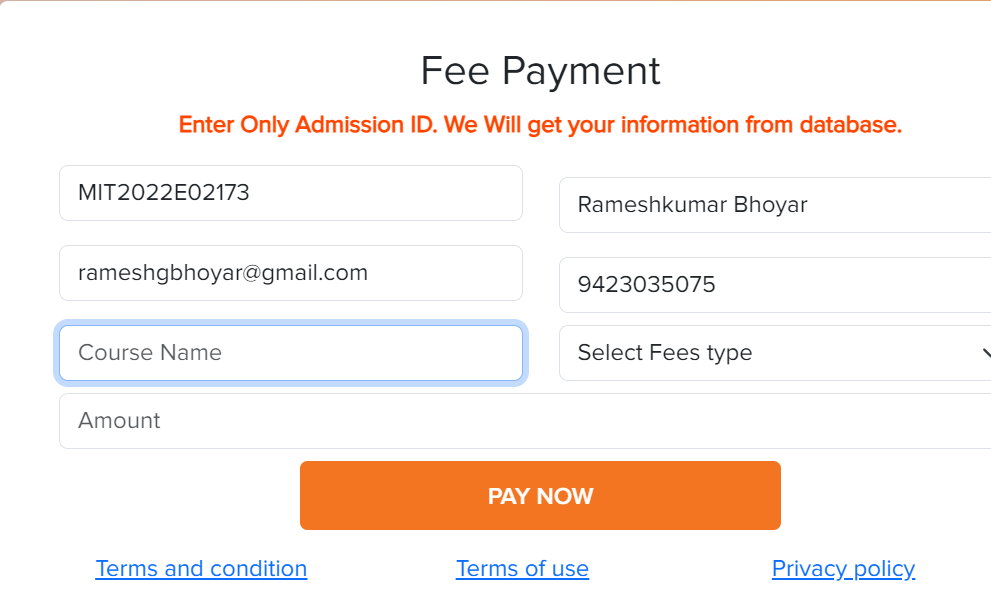 Fee Payment
Enter Only Admission ID. We Will get your information from database.
MIT2022E02173
Rameshkumar Bhoyar
rameshgbhoyar@gmail.com
9423035075
Course Name
Select Fees type
Amount
PAY NOW
Terms and condition
Terms of use
Privacy policy